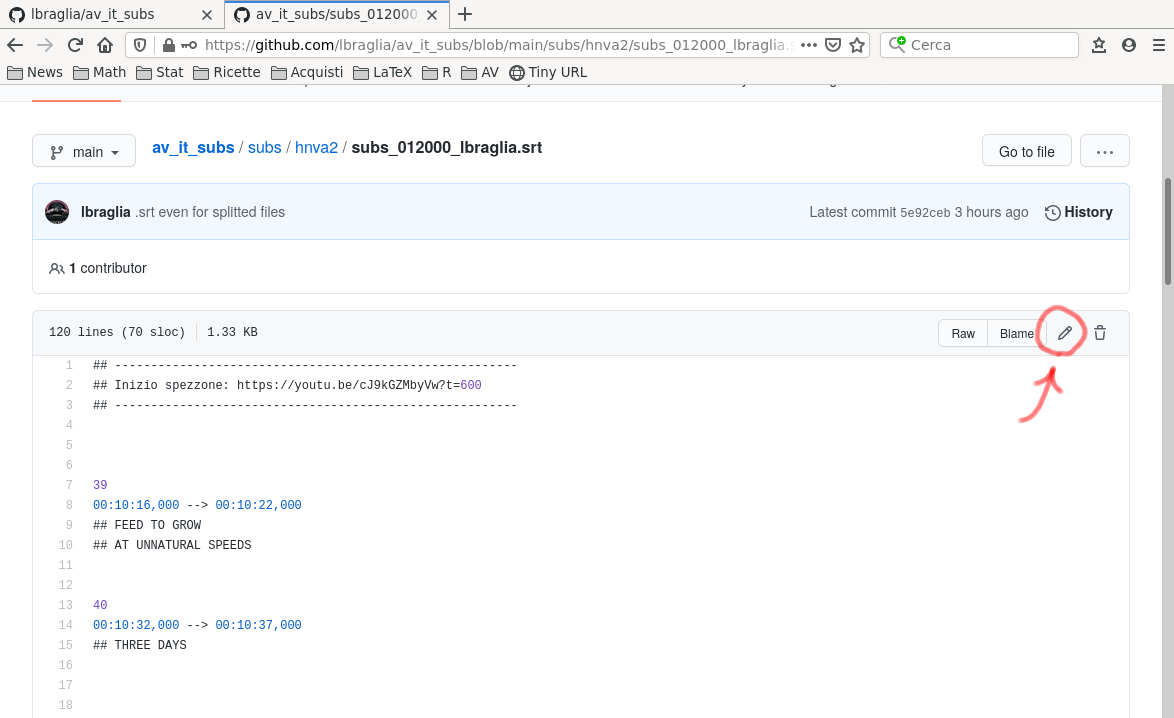 lbraglia/av_it_subs
av_it_subs/subs_012000
https://github.com/lbraglia/av_it_subs/blob/main/subs/hnva2/subs_012000_lbraglia.s
Cerca
News Math Stat Ricette Acquisti LaTeX R AV Tiny URL
main
av_it_subs / subs / hnva2 / subs_012000_lbraglia.srt
Go to file
lbraglia .srt even for splitted files
Latest commit 5e92ceb 3 hours ago
History
1 contributor
120 lines (70 sloc) 1.33 KB
Raw Blame
1 ## --------------------------------------------------------
2 ## Inizio spezzone: https://youtu.be/cJ9kGZMbyVw?t=600
3 ## --------------------------------------------------------
4
5
6
7 39
8 00:10:16,000 --> 00:10:22,000
9 ## FEED TO GROW
10 ## AT UNNATURAL SPEEDS
11
12
13 40
14 00:10:32,000 --> 00:10:37,000
15 ## THREE DAYS
16
17
18